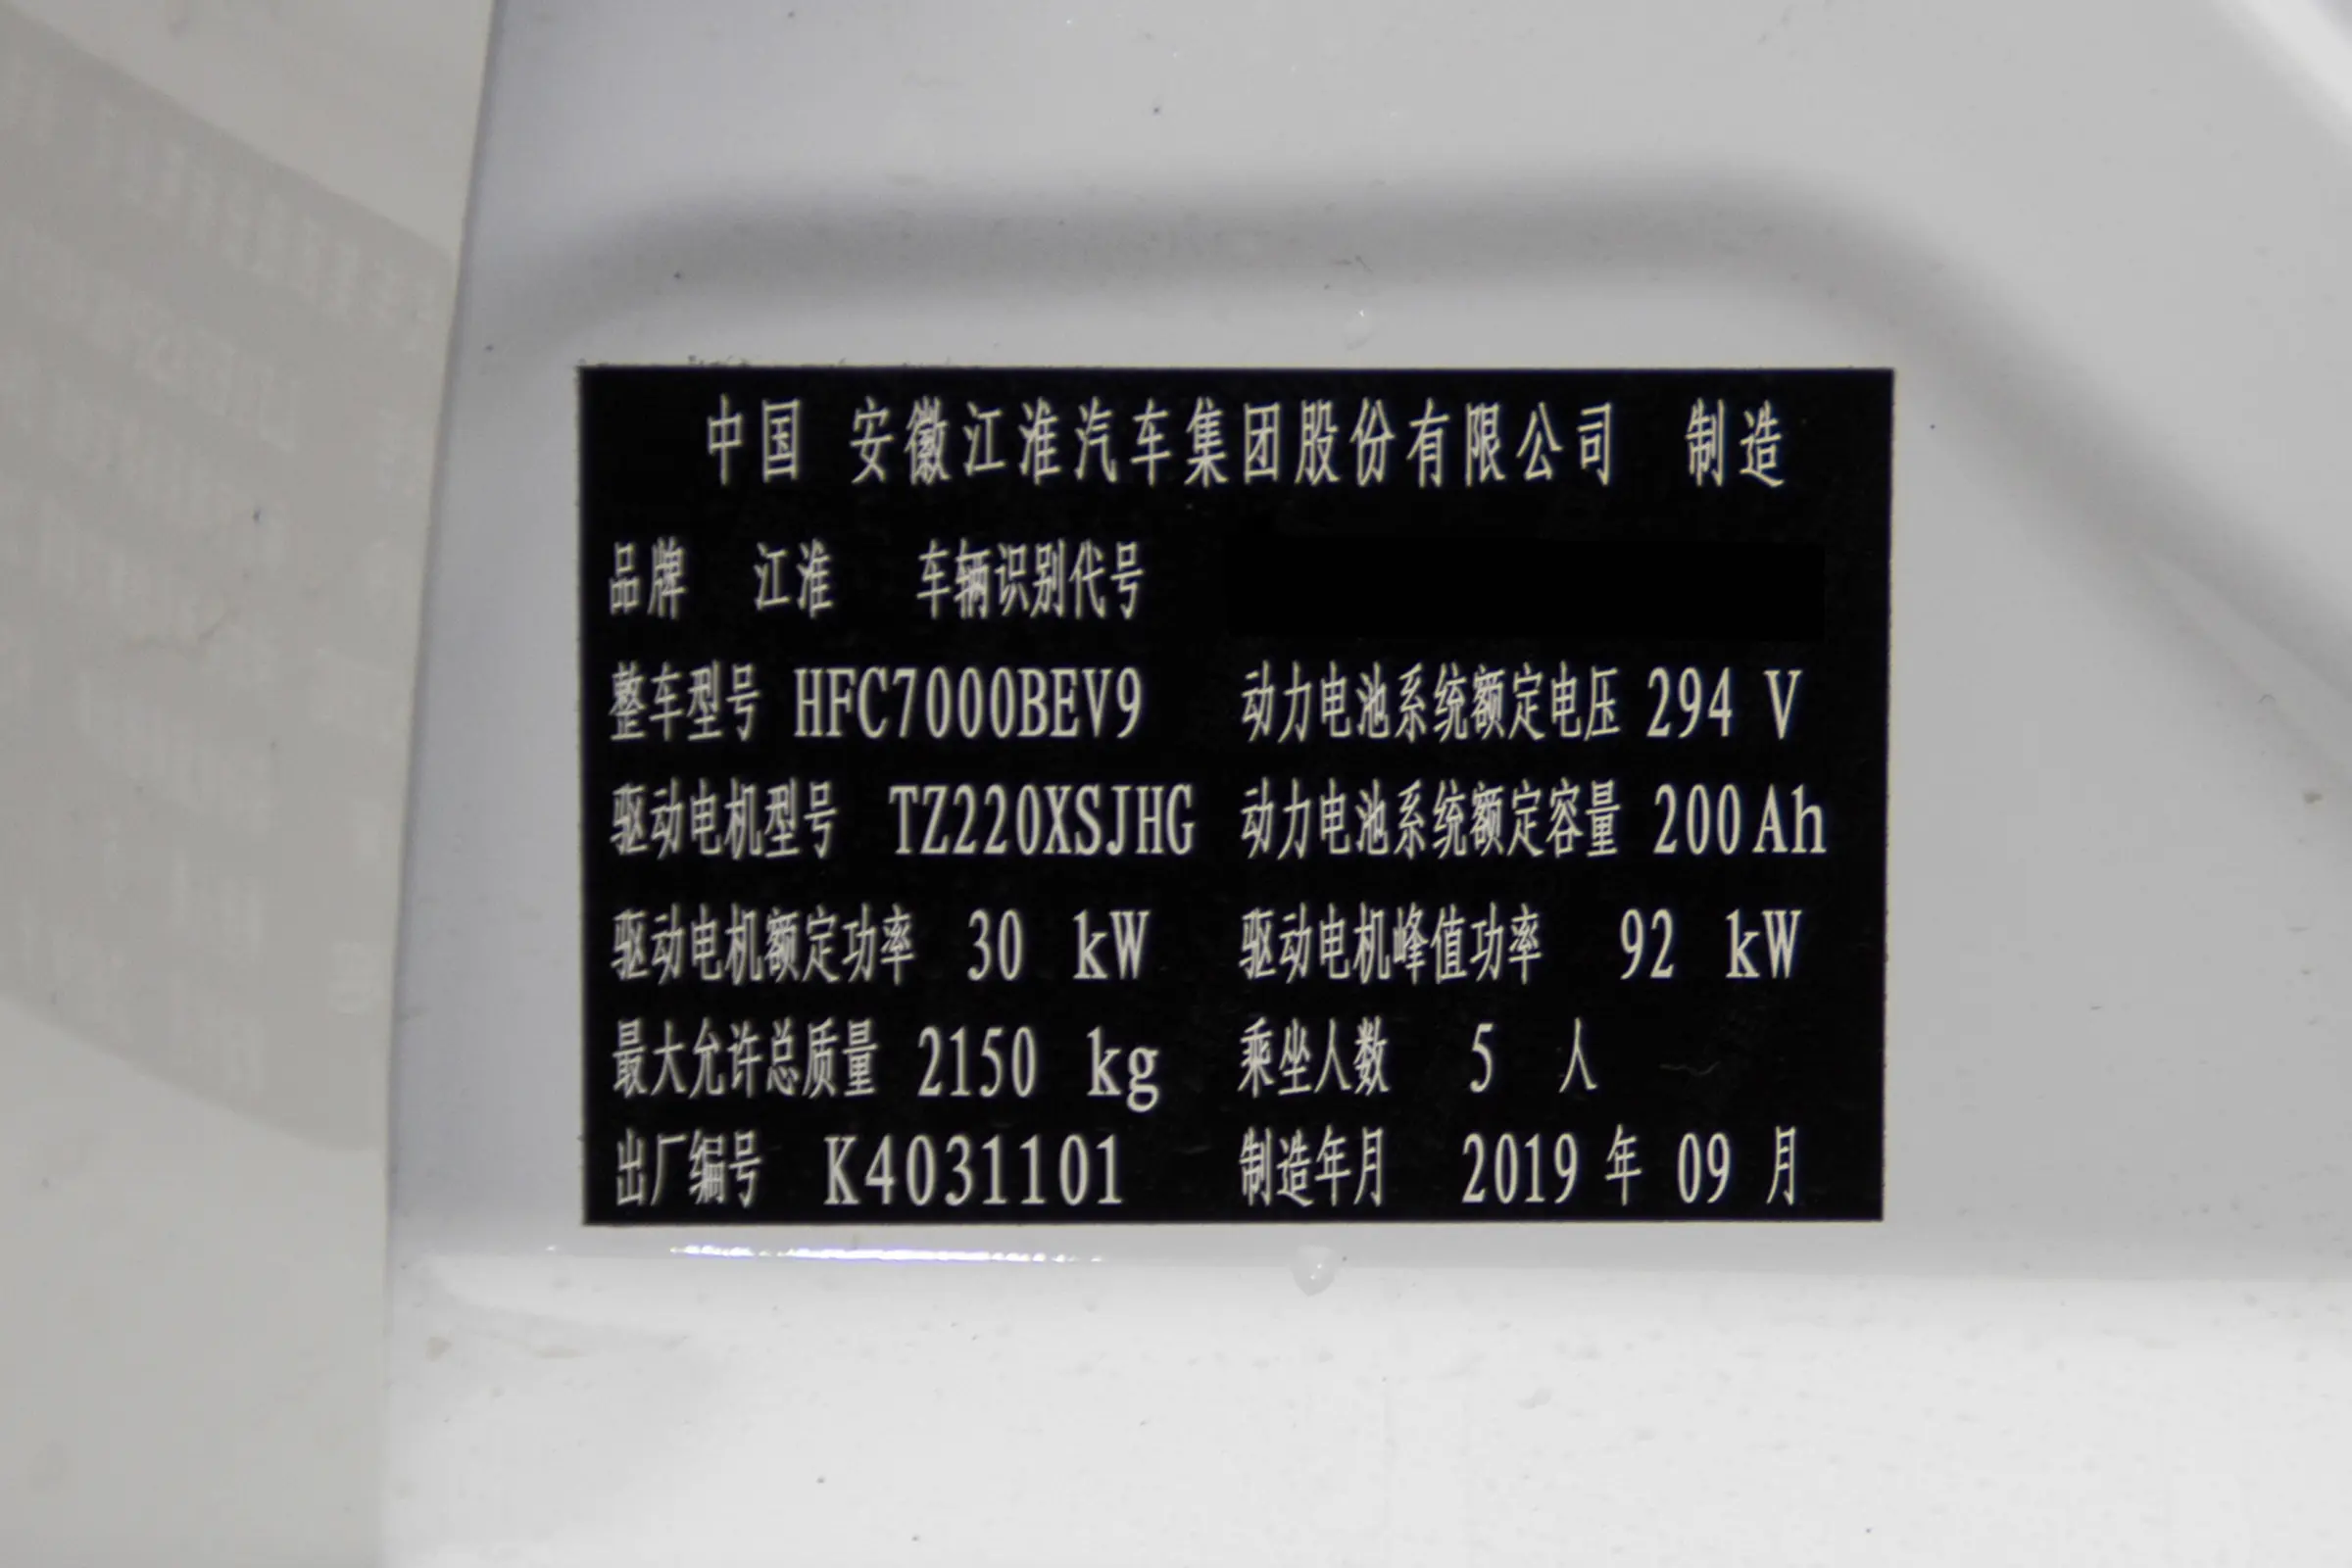 中国 安徽江淮汽车集团股份有限公司 制造
品牌 江淮 车辆识别代号
整车型号 HFC7000BEV9 动力电池系统额定电压 294 V
驱动电机型号 TZ220XSJHG 动力电池系统额定容量 200Ah
驱动电机额定功率 30 kW 驱动电机峰值功率 92 kW
最大允许总质量 2150 kg 乘坐人数 5 人
出厂编号 K4031101 制造年月 2019 年 09 月